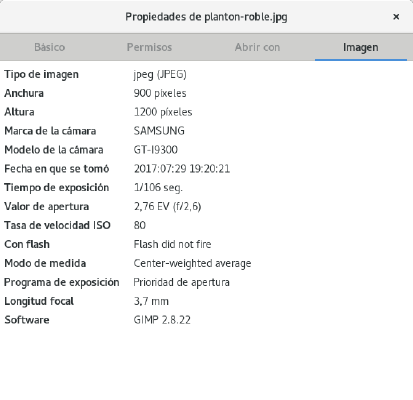 Propiedades de planton-roble.jpg ×
Básico Permisos Abrir con Imagen
Tipo de imagen jpeg (JPEG)
Anchura 900 píxeles
Altura 1200 píxeles
Marca de la cámara SAMSUNG
Modelo de la cámara GT-I9300
Fecha en que se tomó 2017:07:29 19:20:21
Tiempo de exposición 1/106 seg.
Valor de apertura 2,76 EV (f/2,6)
Tasa de velocidad ISO 80
Con flash Flash did not fire
Modo de medida Center-weighted average
Programa de exposición Prioridad de apertura
Longitud focal 3,7 mm
Software GIMP 2.8.22